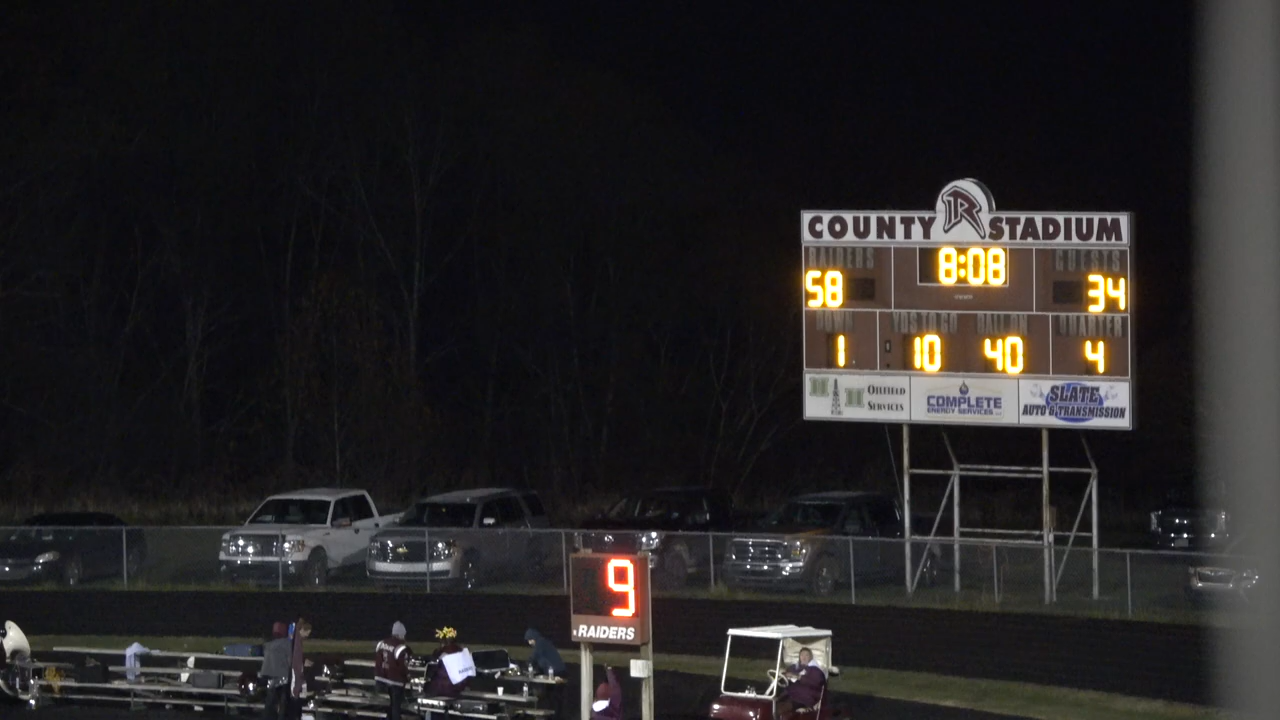 COUNTY R STADIUM
RAIDERS 8:08 GUESTS
58 34
DOWN YDS TO GO BALL ON QUARTER
1 10 40 4
OILFIELD SERVICES
COMPLETE ENERGY SERVICES
SLATE AUTO & TRANSMISSION
9
RAIDERS